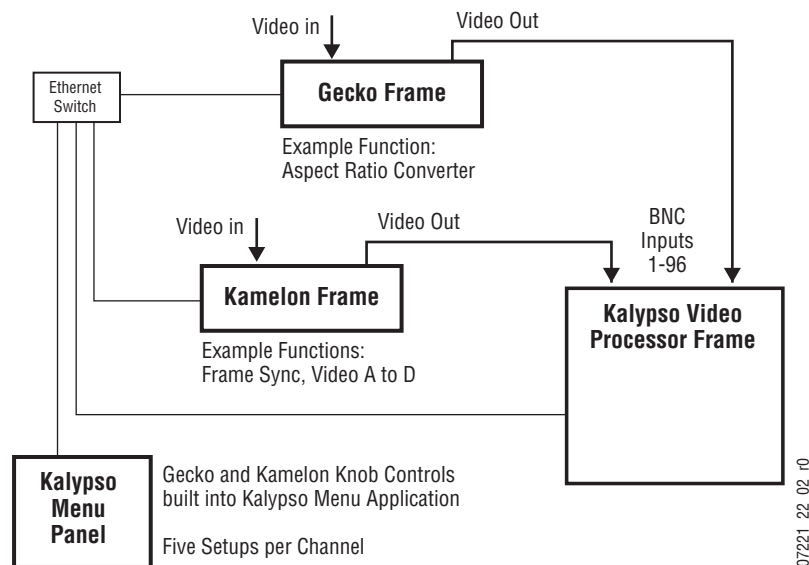 Video in
Video Out
Ethernet
Switch
Gecko Frame
Example Function:
Aspect Ratio Converter
Video in
Video Out
BNC
Inputs
1-96
Kamelon Frame
Example Functions:
Frame Sync, Video A to D
Kalypso Video
Processor Frame
Kalypso
Menu
Panel
Gecko and Kamelon Knob Controls
built into Kalypso Menu Application
Five Setups per Channel
07221_22_02_r0